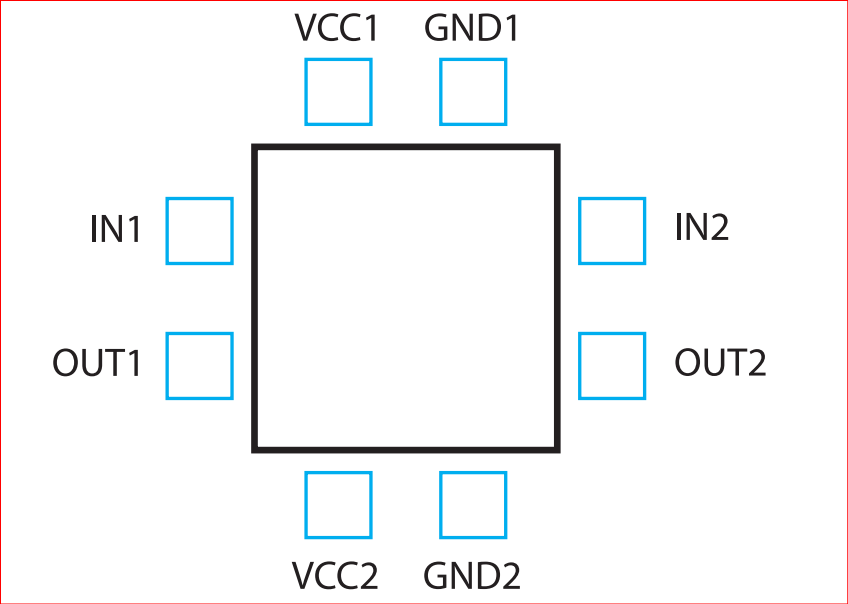 VCC1 GND1
IN1 IN2
OUT1 OUT2
VCC2 GND2